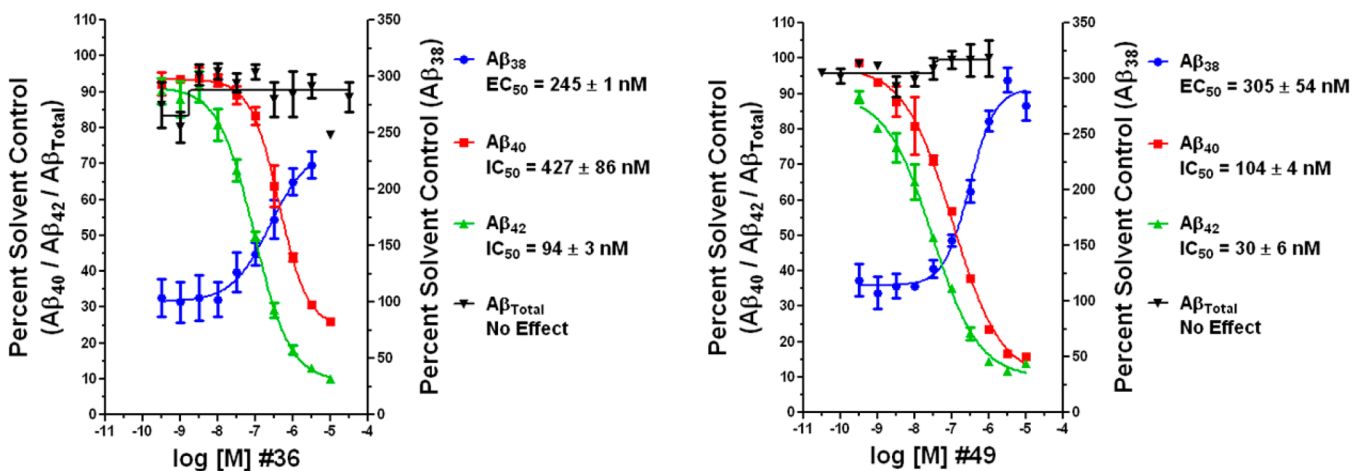 Percent Solvent Control
(Aβ40 / Aβ42 / AβTotal)
110
100
90
80
70
60
50
40
30
20
10
0
-11
-10
-9
-8
-7
-6
-5
-4
log [M] #36
350
300
250
200
150
100
50
0
Percent Solvent Control (Aβ38)
Aβ38
EC50 = 245 ± 1 nM
Aβ40
IC50 = 427 ± 86 nM
Aβ42
IC50 = 94 ± 3 nM
AβTotal
No Effect
Percent Solvent Control
(Aβ40 / Aβ42 / AβTotal)
110
100
90
80
70
60
50
40
30
20
10
0
-11
-10
-9
-8
-7
-6
-5
-4
log [M] #49
350
300
250
200
150
100
50
0
Percent Solvent Control (Aβ38)
Aβ38
EC50 = 305 ± 54 nM
Aβ40
IC50 = 104 ± 4 nM
Aβ42
IC50 = 30 ± 6 nM
AβTotal
No Effect